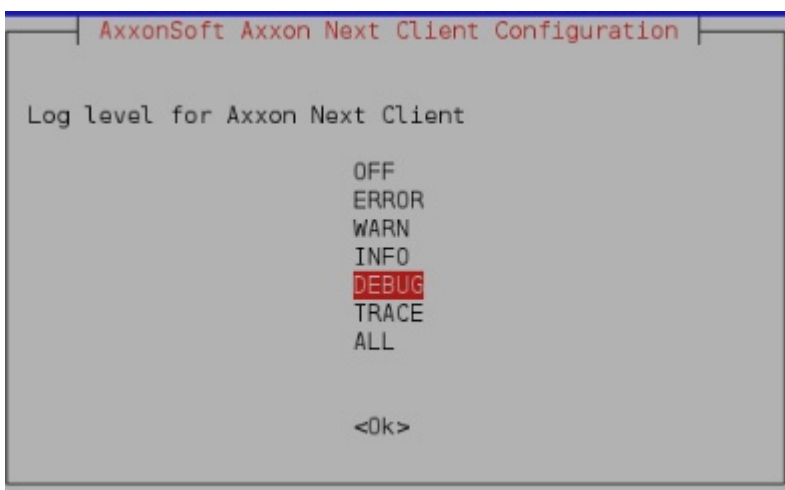 AxxonSoft Axxon Next Client Configuration
Log level for Axxon Next Client
OFF
ERROR
WARN
INFO
DEBUG
TRACE
ALL
<Ok>